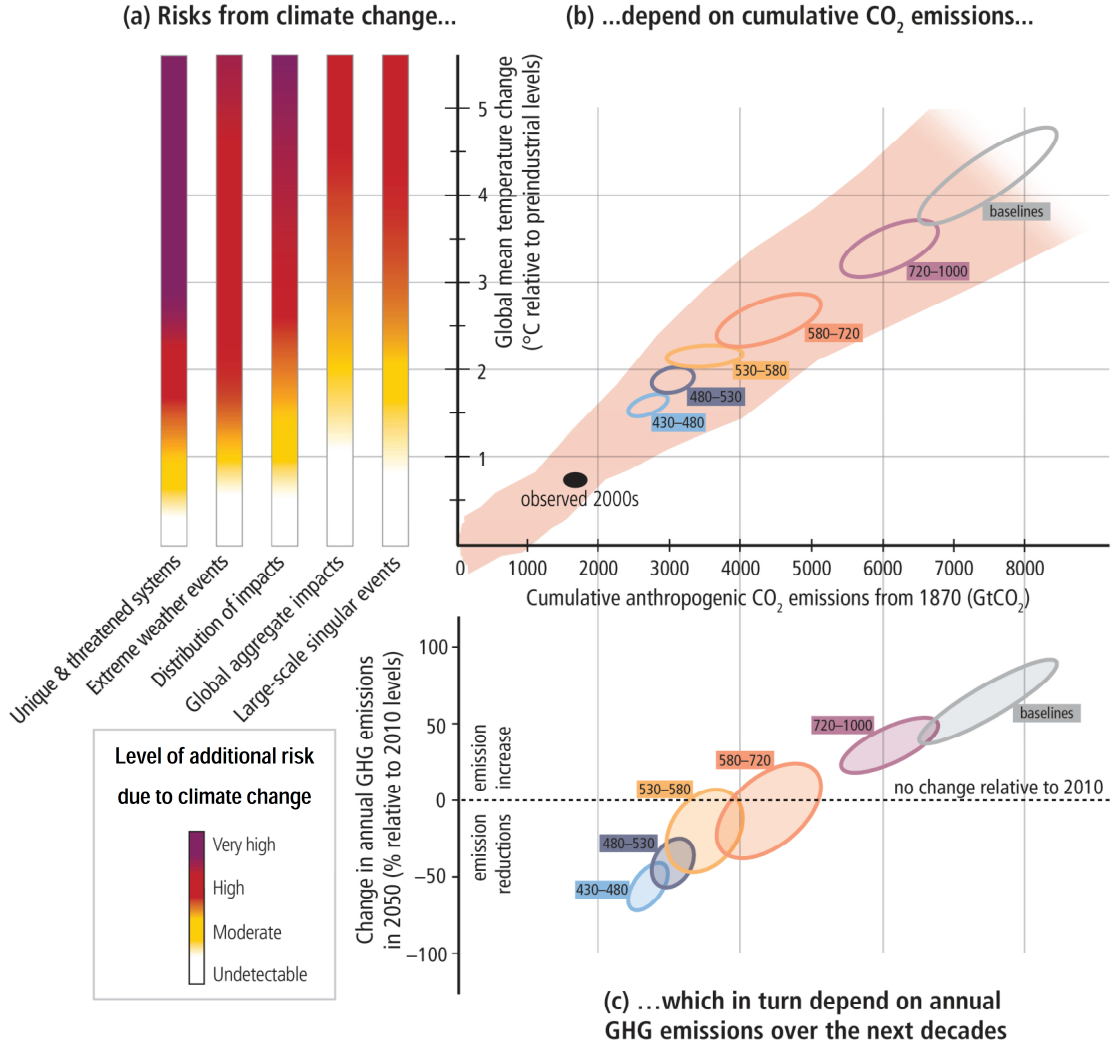 (a) Risks from climate change...
(b) ...depend on cumulative CO₂ emissions...
Global mean temperature change
(°C relative to preindustrial levels)
5
4
3
2
1
baselines
720–1000
580–720
530–580
480–530
430–480
observed 2000s
0
1000
2000
3000
4000
5000
6000
7000
8000
Cumulative anthropogenic CO₂ emissions from 1870 (GtCO₂)
Unique & threatened systems
Extreme weather events
Distribution of impacts
Global aggregate impacts
Large-scale singular events
Level of additional risk
due to climate change
Very high
High
Moderate
Undetectable
Change in annual GHG emissions
in 2050 (% relative to 2010 levels)
100
50
0
−50
−100
emission
increase
emission
reductions
baselines
720–1000
580–720
530–580
480–530
430–480
no change relative to 2010
(c) ...which in turn depend on annual
GHG emissions over the next decades